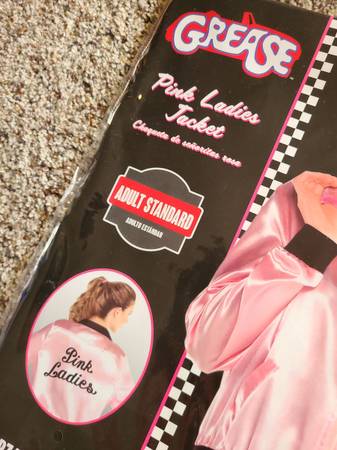 GREASE
Pink Ladies
Jacket
Chaqueta de señoritas rosa
ADULT STANDARD
ADULTO ESTÁNDAR
Pink
Ladies